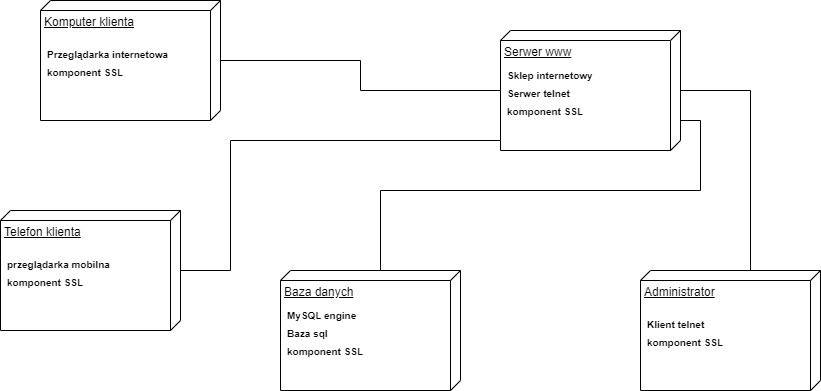 Komputer klienta
Przeglądarka internetowa
komponent SSL
Serwer www
Sklep internetowy
Serwer telnet
komponent SSL
Telefon klienta
przeglądarka mobilna
komponent SSL
Baza danych
MySQL engine
Baza sql
komponent SSL
Administrator
Klient telnet
komponent SSL